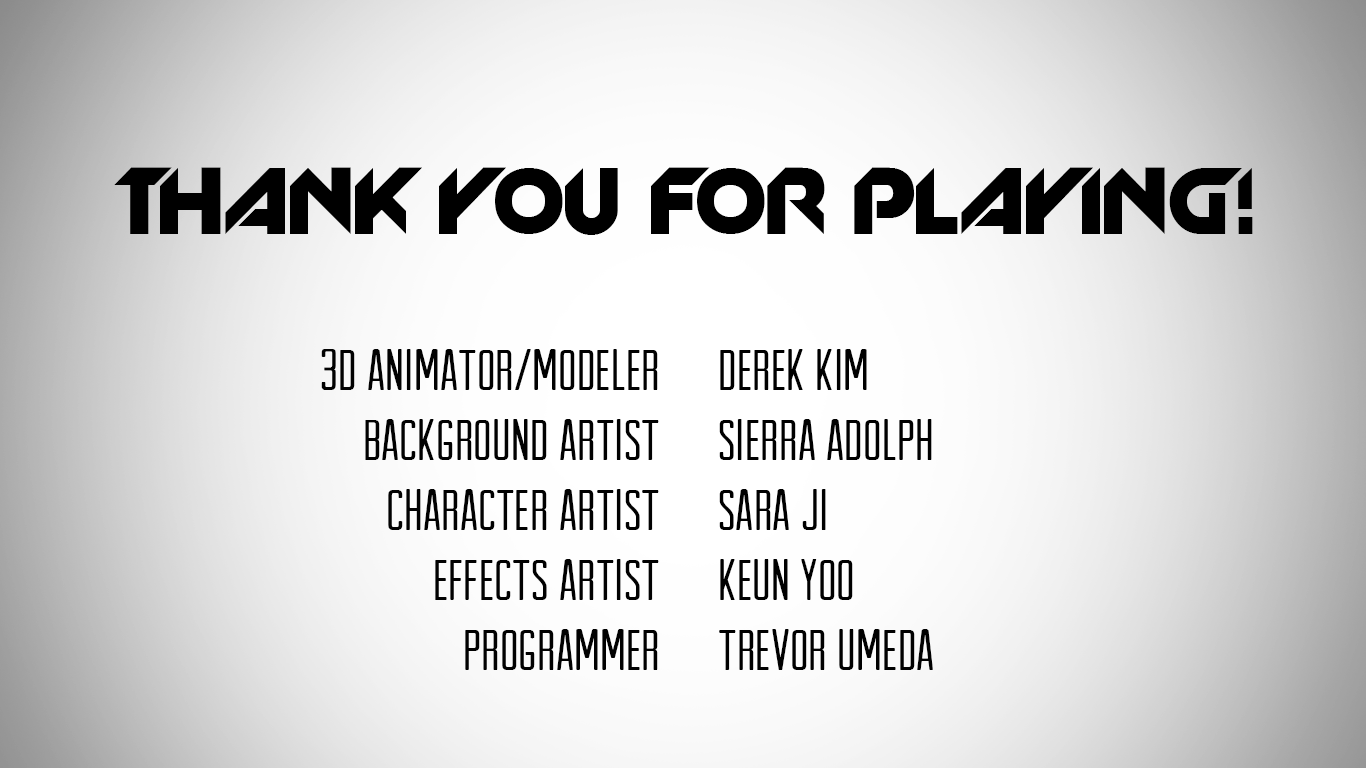 THANK YOU FOR PLAYING!
3D ANIMATOR/MODELER DEREK KIM
BACKGROUND ARTIST SIERRA ADOLPH
CHARACTER ARTIST SARA JI
EFFECTS ARTIST KEUN YOO
PROGRAMMER TREVOR UMEDA